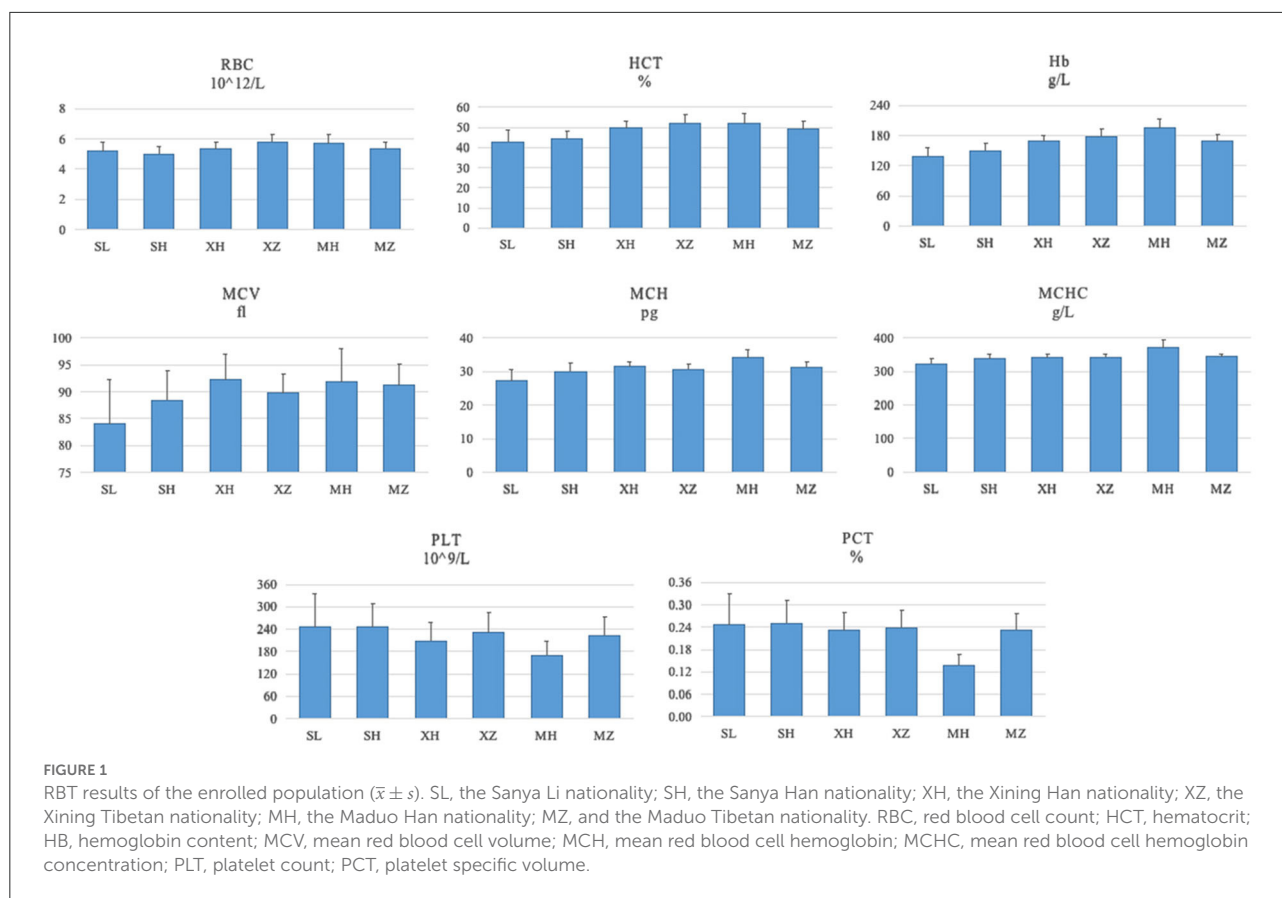 RBC
10^12/L
8
6
4
2
0
SL SH XH XZ MH MZ
HCT
%
60
50
40
30
20
10
0
SL SH XH XZ MH MZ
Hb
g/L
240
180
120
60
0
SL SH XH XZ MH MZ
MCV
fl
100
95
90
85
80
75
SL SH XH XZ MH MZ
MCH
pg
40
30
20
10
0
SL SH XH XZ MH MZ
MCHC
g/L
400
300
200
100
0
SL SH XH XZ MH MZ
PLT
10^9/L
360
300
240
180
120
60
0
SL SH XH XZ MH MZ
PCT
%
0.36
0.30
0.24
0.18
0.12
0.06
0.00
SL SH XH XZ MH MZ
FIGURE 1
RBT results of the enrolled population (x̅ ± s). SL, the Sanya Li nationality; SH, the Sanya Han nationality; XH, the Xining Han nationality; XZ, the
Xining Tibetan nationality; MH, the Maduo Han nationality; MZ, and the Maduo Tibetan nationality. RBC, red blood cell count; HCT, hematocrit;
HB, hemoglobin content; MCV, mean red blood cell volume; MCH, mean red blood cell hemoglobin; MCHC, mean red blood cell hemoglobin
concentration; PLT, platelet count; PCT, platelet specific volume.